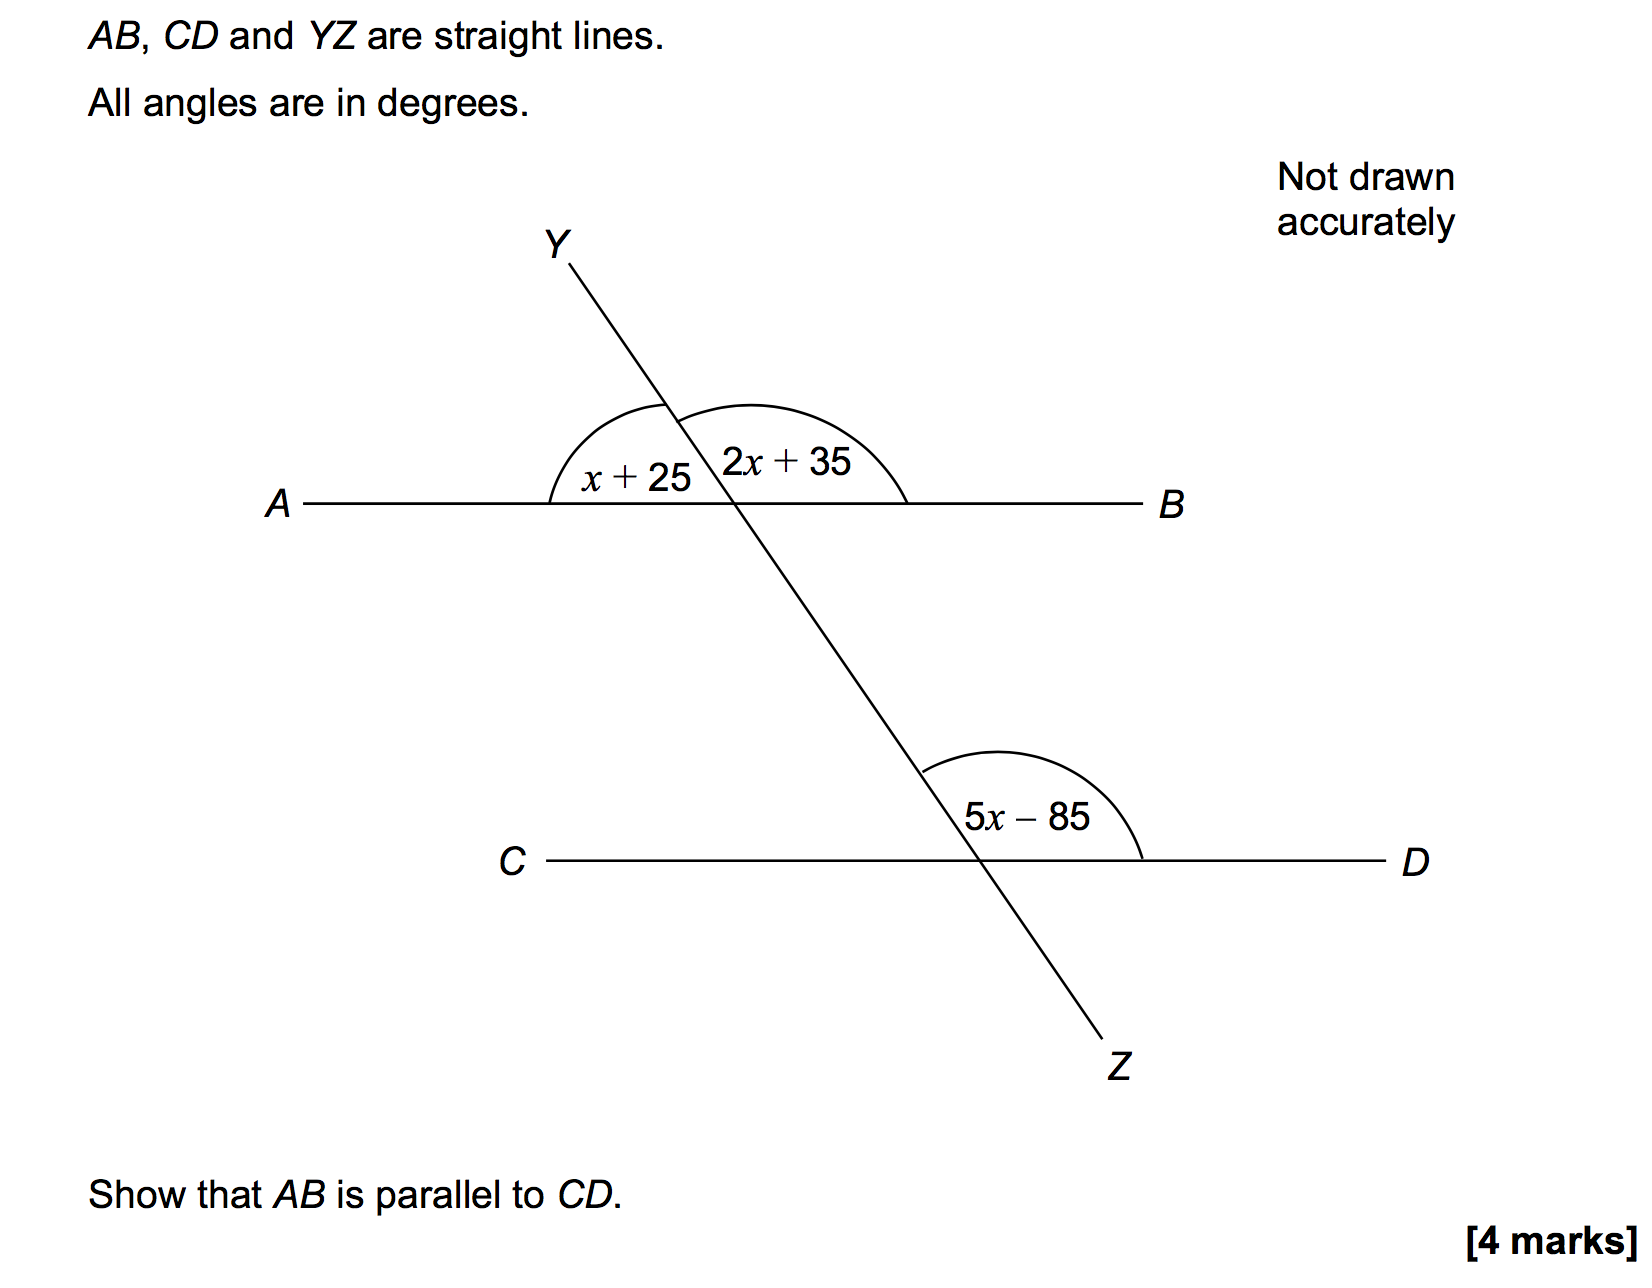 AB, CD and YZ are straight lines.
All angles are in degrees.
Not drawn
accurately
Y
x + 25
2x + 35
A
B
5x – 85
C
D
Z
Show that AB is parallel to CD.
[4 marks]